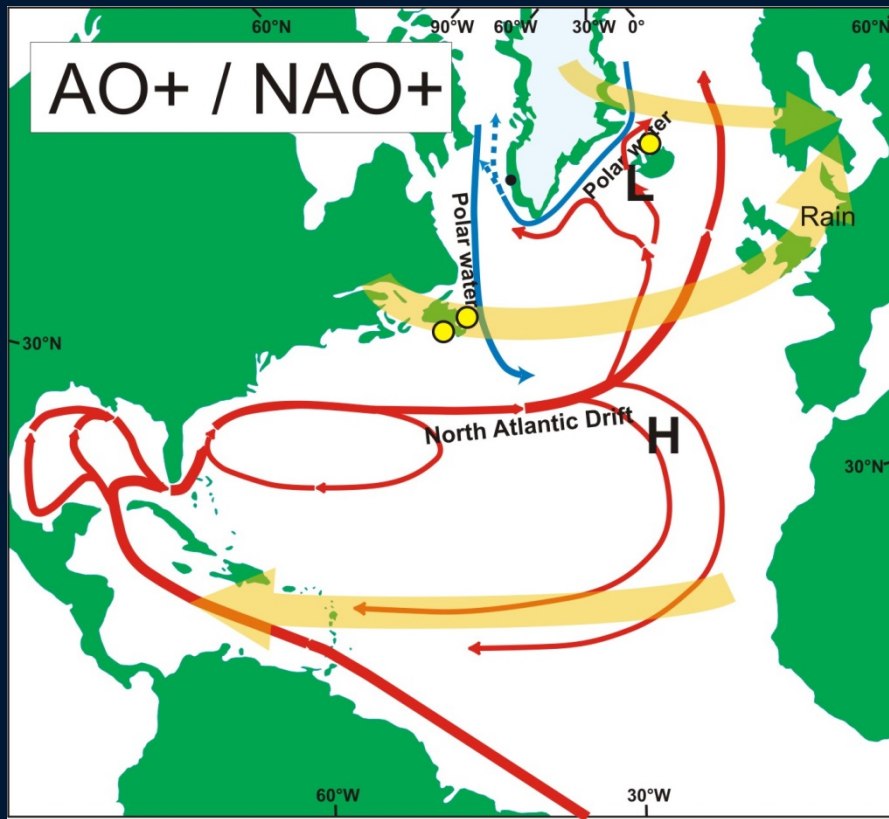 60°N
90°W
60°W
30°W
0°
60°N
AO+ / NAO+
Polar water
L
Polar water
Rain
30°N
North Atlantic Drift
H
30°N
60°W
30°W